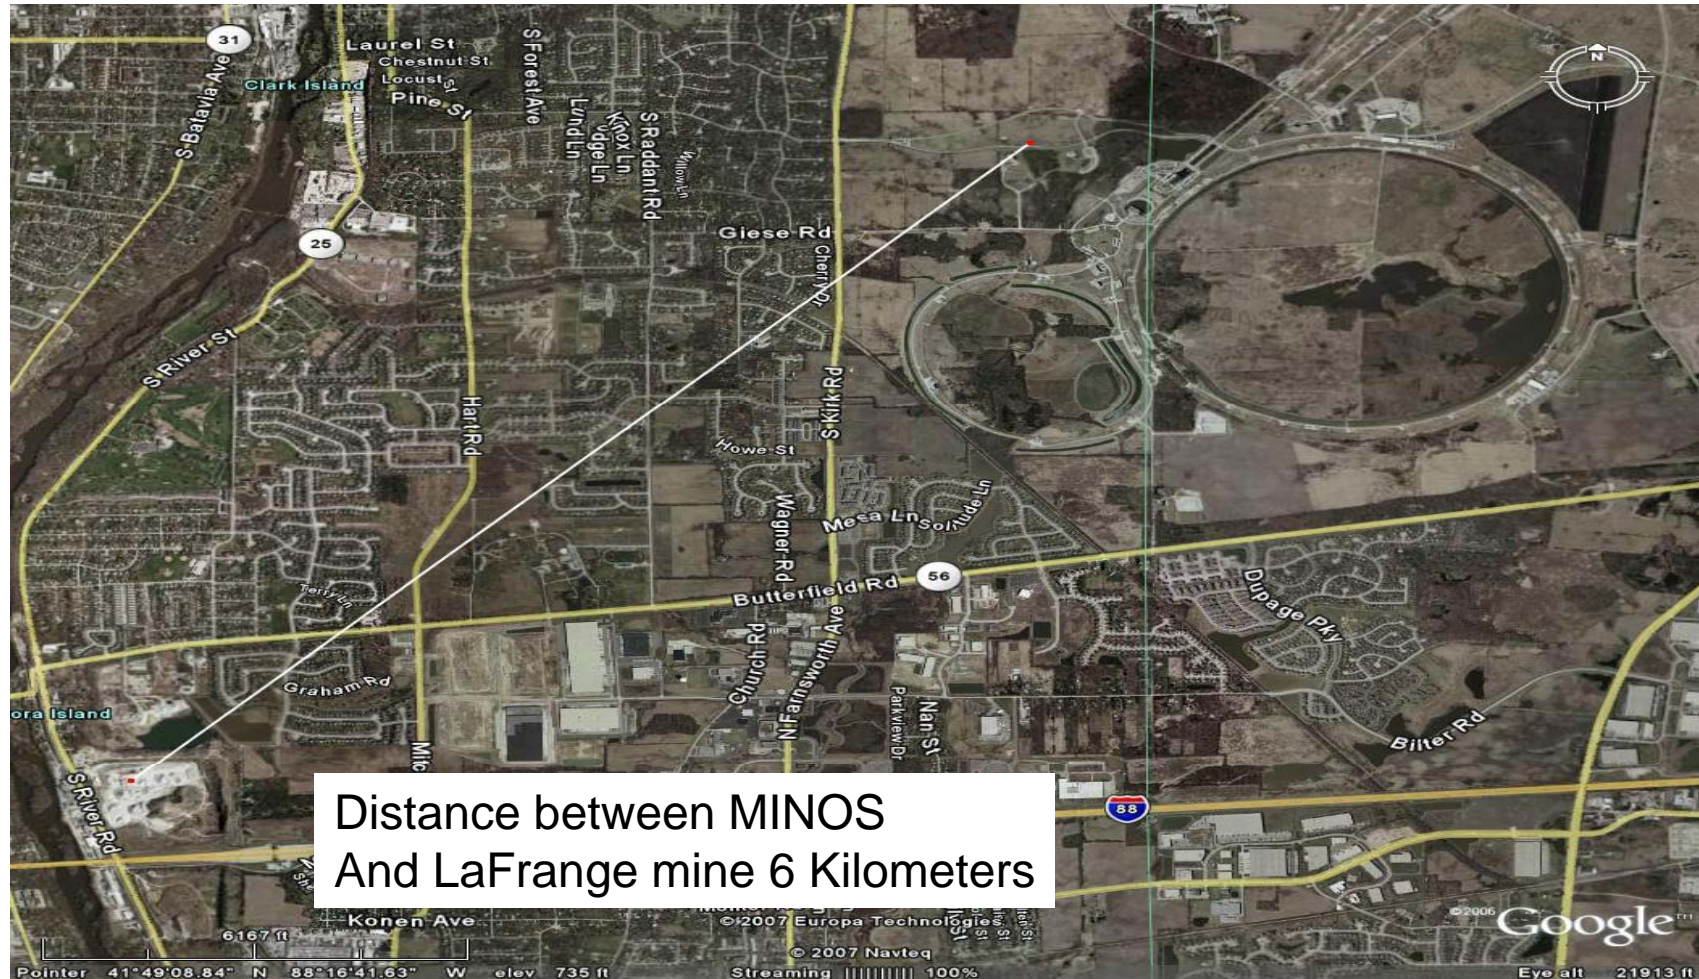 31
Laurel St
Chestnut St
Locust St
Pine St
Clark Island
S Batavia Ave
S Forest Ave
Lund Ln
Knox Ln
S Raddant Rd
Willow Ln
N
25
Giese Rd
Cherry Dr
S River St
Hart Rd
S Kirk Rd
Howe St
Wagner Rd
Mesa Ln
Solitude Ln
56
Butterfield Rd
Terry Ln
Dupage Pky
Church Rd
N Farnsworth Ave
Graham Rd
ora Island
Parkview Dr
Nan St
Bilter Rd
Mitc
S River Rd
88
Distance between MINOS
And LaFrange mine 6 Kilometers
Konen Ave
©2007 Europa Technologies
©2006 Google™
6167 ft
© 2007 Navteq
Pointer 41°49'08.84" N 88°16'41.63" W elev 735 ft Streaming |||||||||| 100% Eye alt 21913 ft